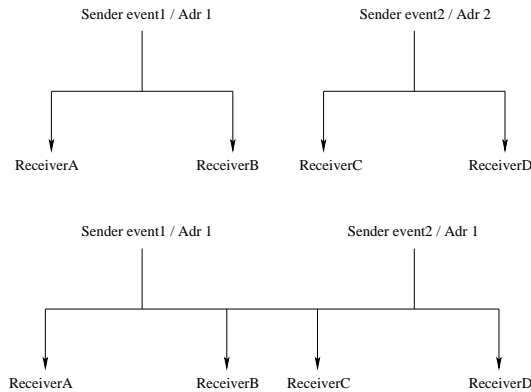 Sender event1 / Adr 1 Sender event2 / Adr 2
ReceiverA ReceiverB ReceiverC ReceiverD
Sender event1 / Adr 1 Sender event2 / Adr 1
ReceiverA ReceiverB ReceiverC ReceiverD